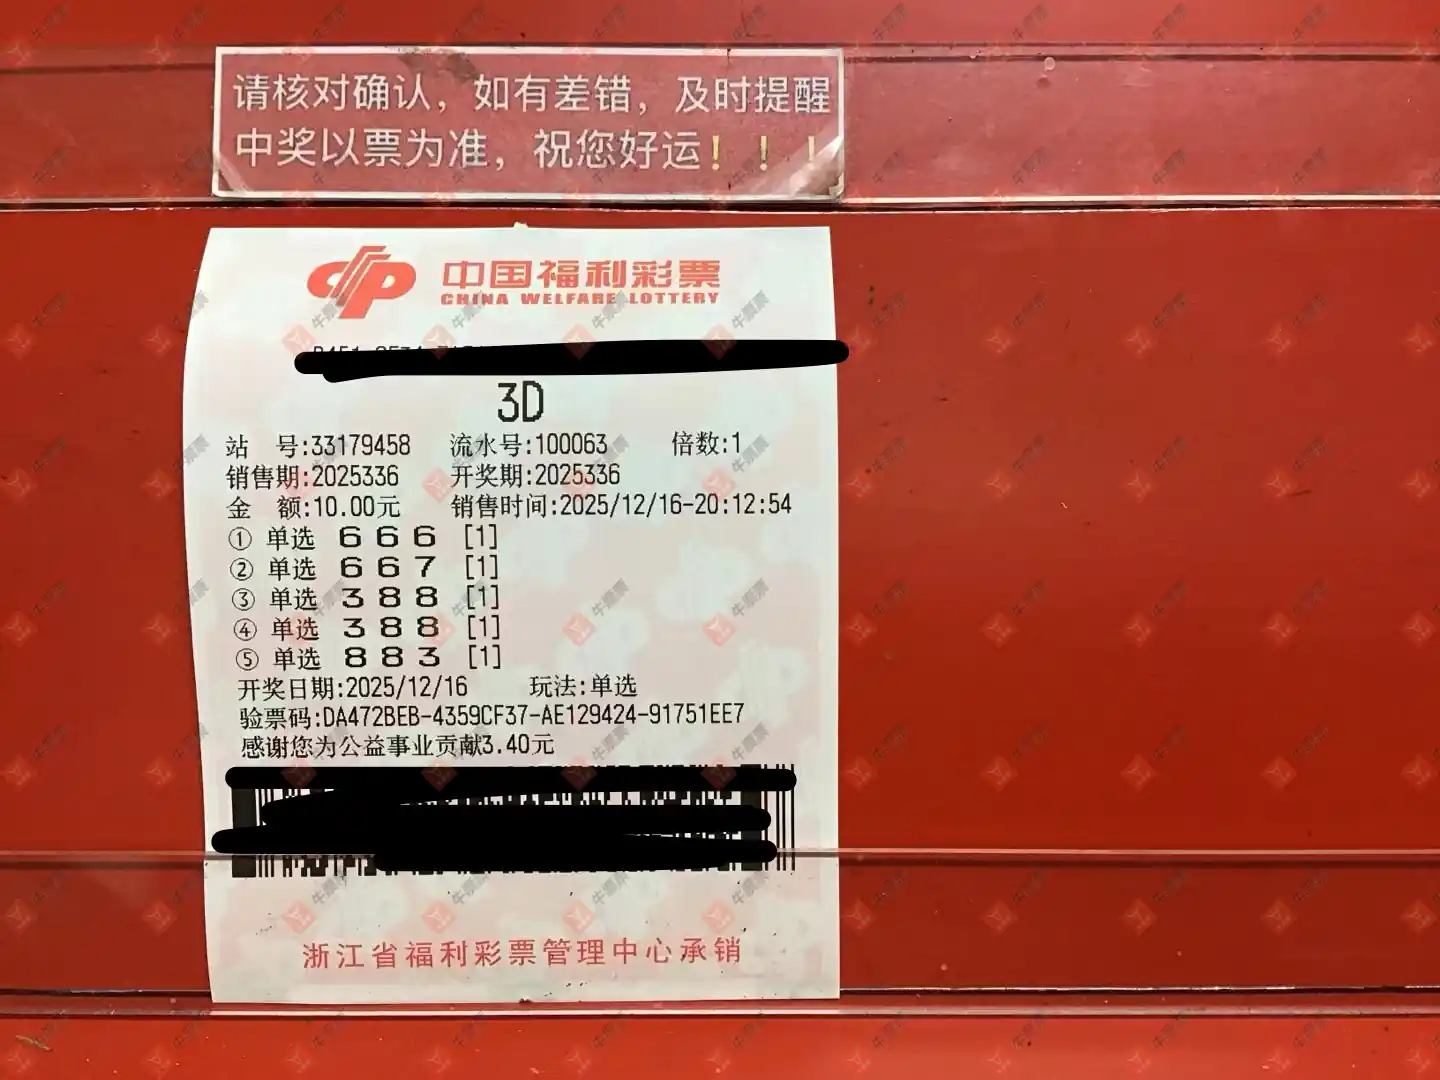 请核对确认，如有差错，及时提醒
中奖以票为准，祝您好运！！！
中国福利彩票
CHINA WELFARE LOTTERY
3D
站 号:33179458 流水号:100063 倍数:1
销售期:2025336 开奖期:2025336
金 额:10.00元 销售时间:2025/12/16-20:12:54
① 单选 6 6 6 [1]
② 单选 6 6 7 [1]
③ 单选 3 8 8 [1]
④ 单选 3 8 8 [1]
⑤ 单选 8 8 3 [1]
开奖日期:2025/12/16 玩法:单选
验票码:DA472BEB-4359CF37-AE129424-91751EE7
感谢您为公益事业贡献3.40元
浙江省福利彩票管理中心承销